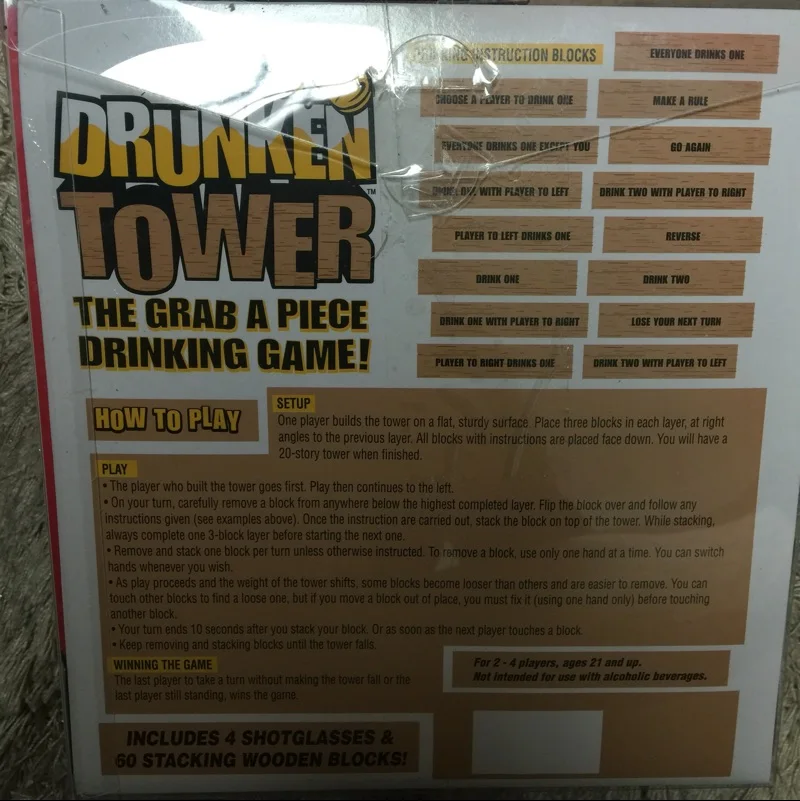 DRUNKEN
TOWER™
THE GRAB A PIECE
DRINKING GAME!
INSTRUCTION BLOCKS
EVERYONE DRINKS ONE
CHOOSE A PLAYER TO DRINK ONE
MAKE A RULE
EVERYONE DRINKS ONE EXCEPT YOU
GO AGAIN
DRINK ONE WITH PLAYER TO LEFT
DRINK TWO WITH PLAYER TO RIGHT
PLAYER TO LEFT DRINKS ONE
REVERSE
DRINK ONE
DRINK TWO
DRINK ONE WITH PLAYER TO RIGHT
LOSE YOUR NEXT TURN
PLAYER TO RIGHT DRINKS ONE
DRINK TWO WITH PLAYER TO LEFT
HOW TO PLAY
SETUP
One player builds the tower on a flat, sturdy surface. Place three blocks in each layer, at right
angles to the previous layer. All blocks with instructions are placed face down. You will have a
20-story tower when finished.
PLAY
• The player who built the tower goes first. Play then continues to the left.
• On your turn, carefully remove a block from anywhere below the highest completed layer. Flip the block over and follow any
instructions given (see examples above). Once the instruction are carried out, stack the block on top of the tower. While stacking,
always complete one 3-block layer before starting the next one.
• Remove and stack one block per turn unless otherwise instructed. To remove a block, use only one hand at a time. You can switch
hands whenever you wish.
• As play proceeds and the weight of the tower shifts, some blocks become looser than others and are easier to remove. You can
touch other blocks to find a loose one, but if you move a block out of place, you must fix it (using one hand only) before touching
another block.
• Your turn ends 10 seconds after you stack your block. Or as soon as the next player touches a block.
• Keep removing and stacking blocks until the tower falls.
WINNING THE GAME
The last player to take a turn without making the tower fall or the
last player still standing, wins the game.
For 2 - 4 players, ages 21 and up.
Not intended for use with alcoholic beverages.
INCLUDES 4 SHOTGLASSES &
60 STACKING WOODEN BLOCKS!